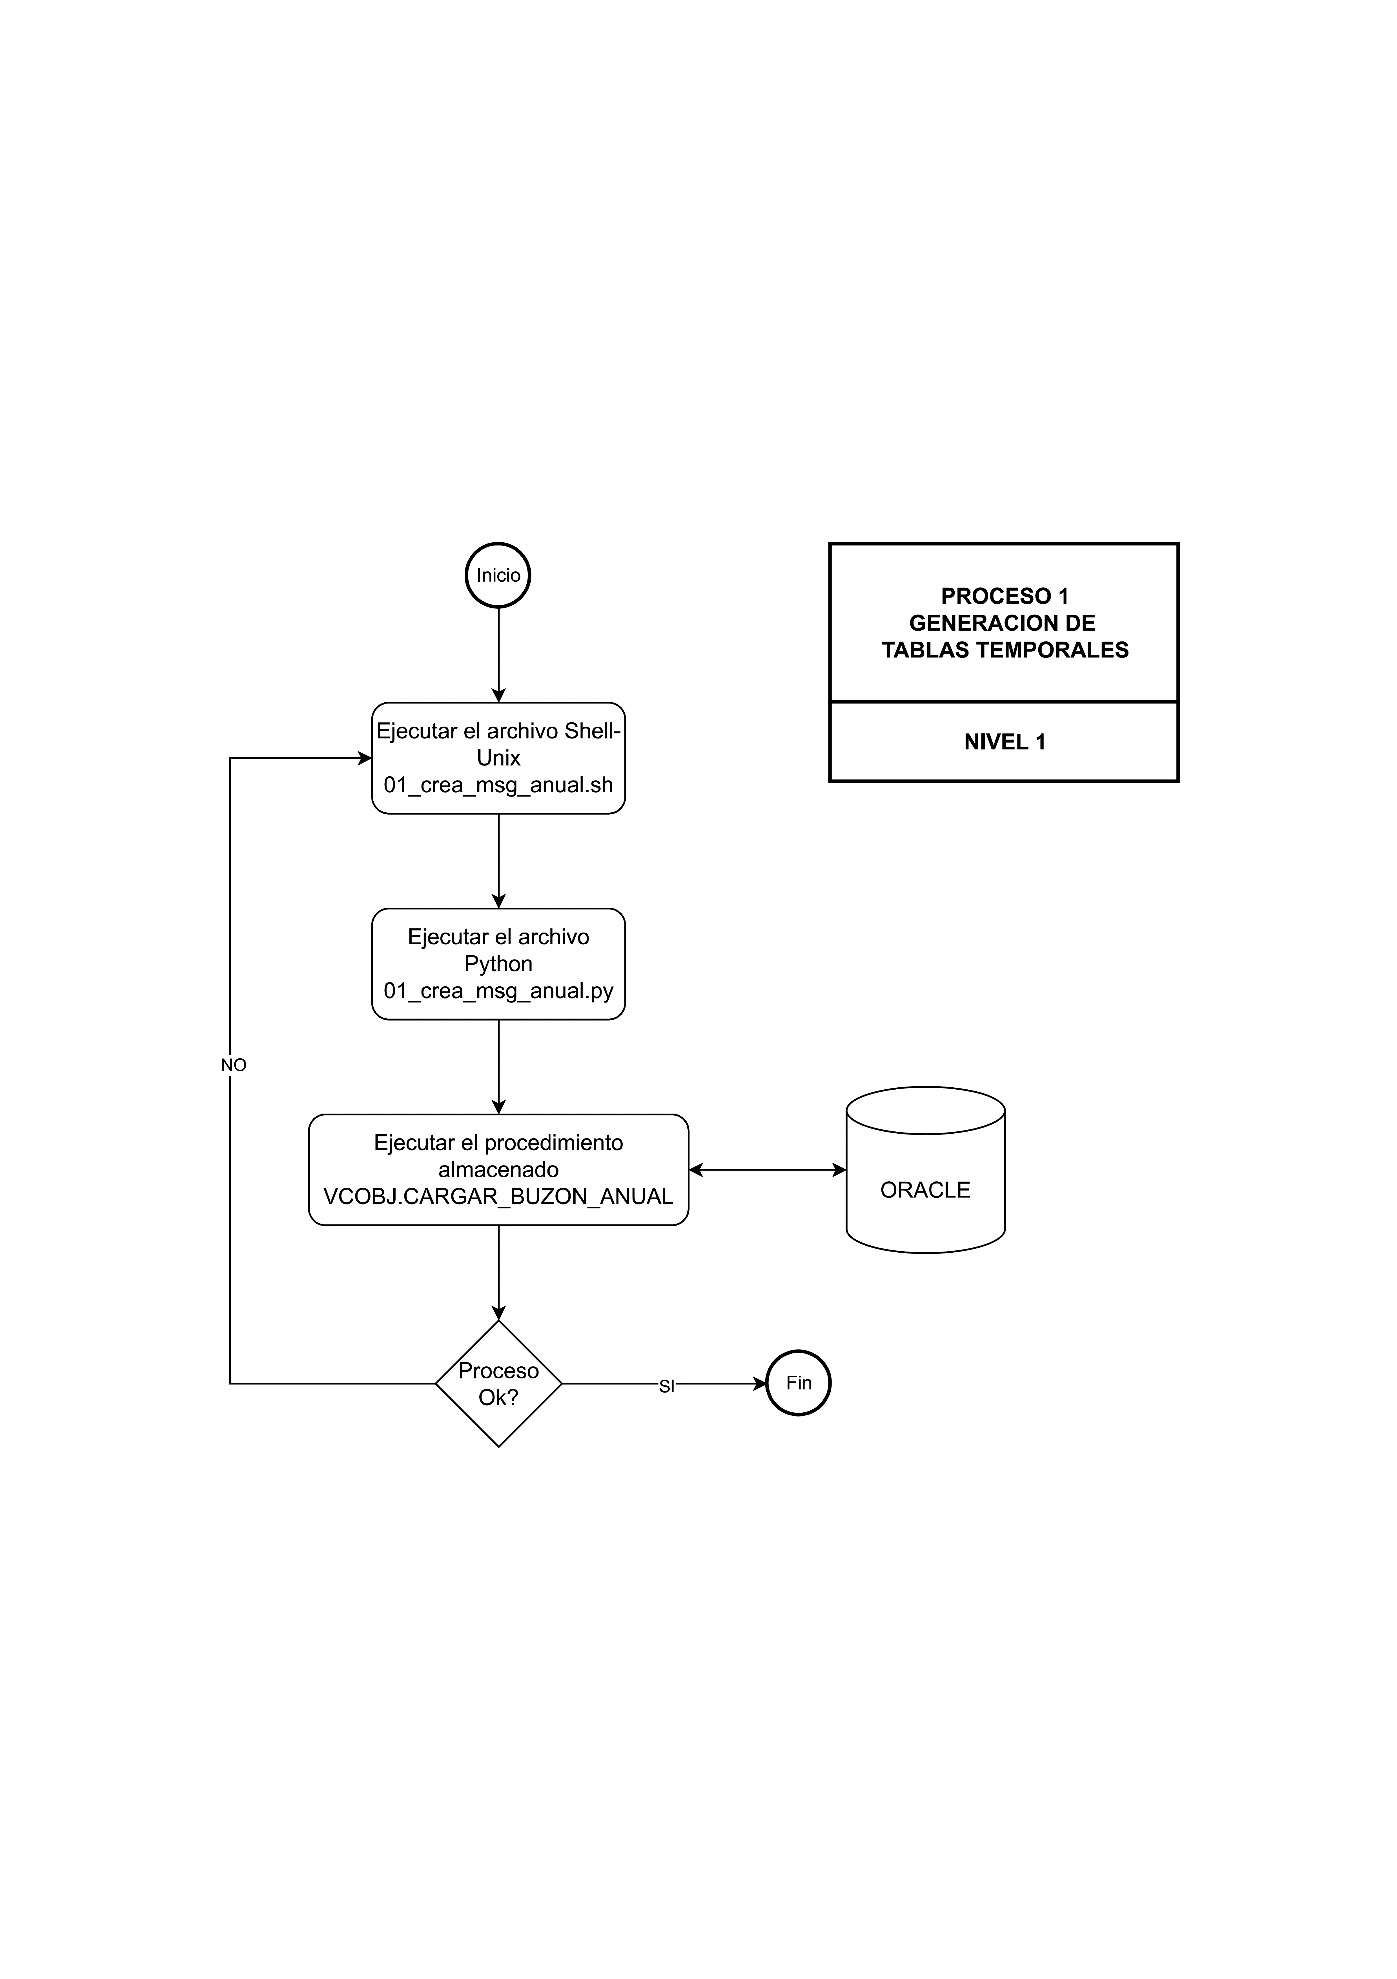 Inicio
PROCESO 1
GENERACION DE
TABLAS TEMPORALES
NIVEL 1
Ejecutar el archivo Shell-
Unix
01_crea_msg_anual.sh
Ejecutar el archivo
Python
01_crea_msg_anual.py
NO
Ejecutar el procedimiento
almacenado
VCOBJ.CARGAR_BUZON_ANUAL
ORACLE
Proceso
Ok?
SI
Fin